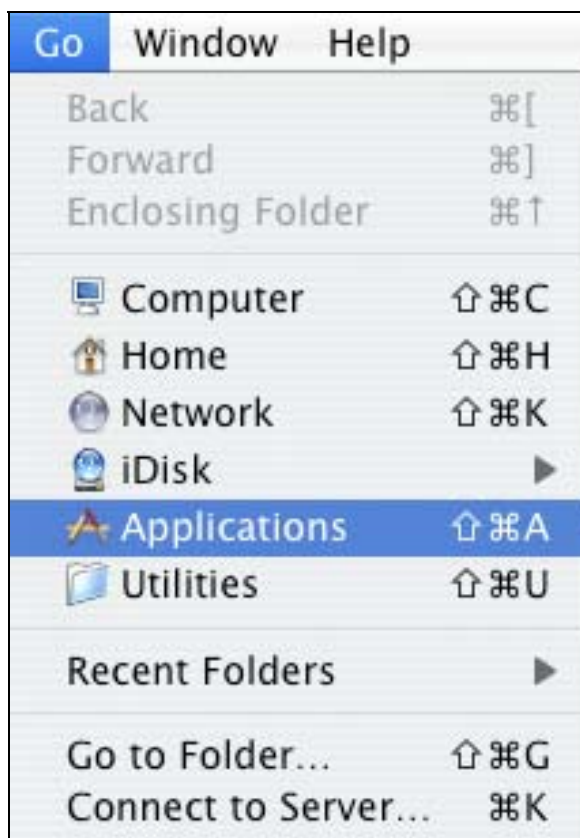 Go Window Help
Back ⌘[
Forward ⌘]
Enclosing Folder ⌘↑
Computer ⇧⌘C
Home ⇧⌘H
Network ⇧⌘K
iDisk ▶
Applications ⇧⌘A
Utilities ⇧⌘U
Recent Folders ▶
Go to Folder... ⇧⌘G
Connect to Server... ⌘K